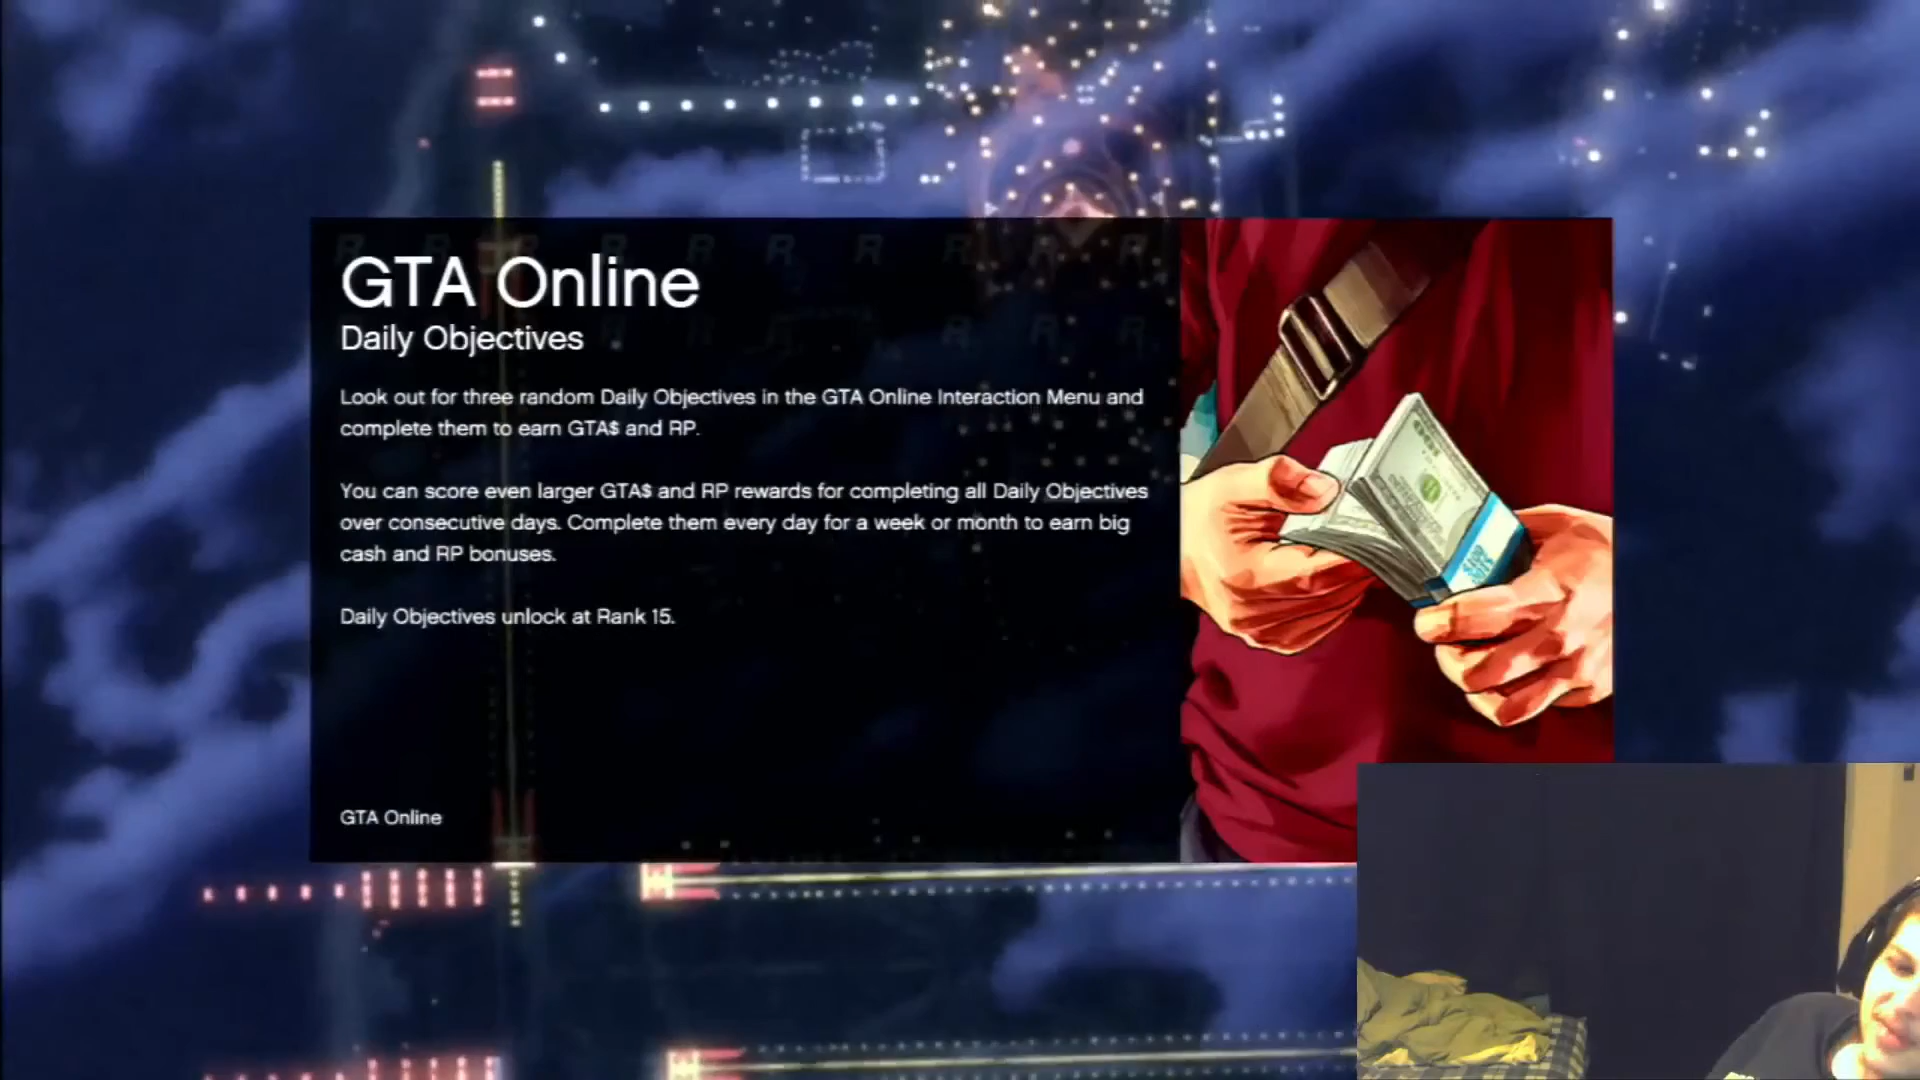 GTA Online
Daily Objectives
Look out for three random Daily Objectives in the GTA Online Interaction Menu and
complete them to earn GTA$ and RP.
You can score even larger GTA$ and RP rewards for completing all Daily Objectives
over consecutive days. Complete them every day for a week or month to earn big
cash and RP bonuses.
Daily Objectives unlock at Rank 15.
GTA Online